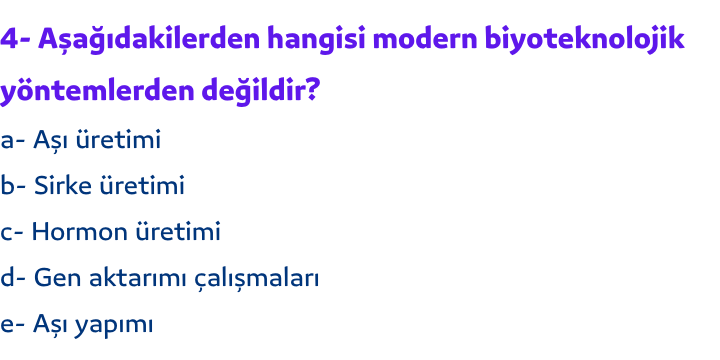 4- Aşağıdakilerden hangisi modern biyoteknolojik
yöntemlerden değildir?
a- Aşı üretimi
b- Sirke üretimi
c- Hormon üretimi
d- Gen aktarımı çalışmaları
e- Aşı yapımı